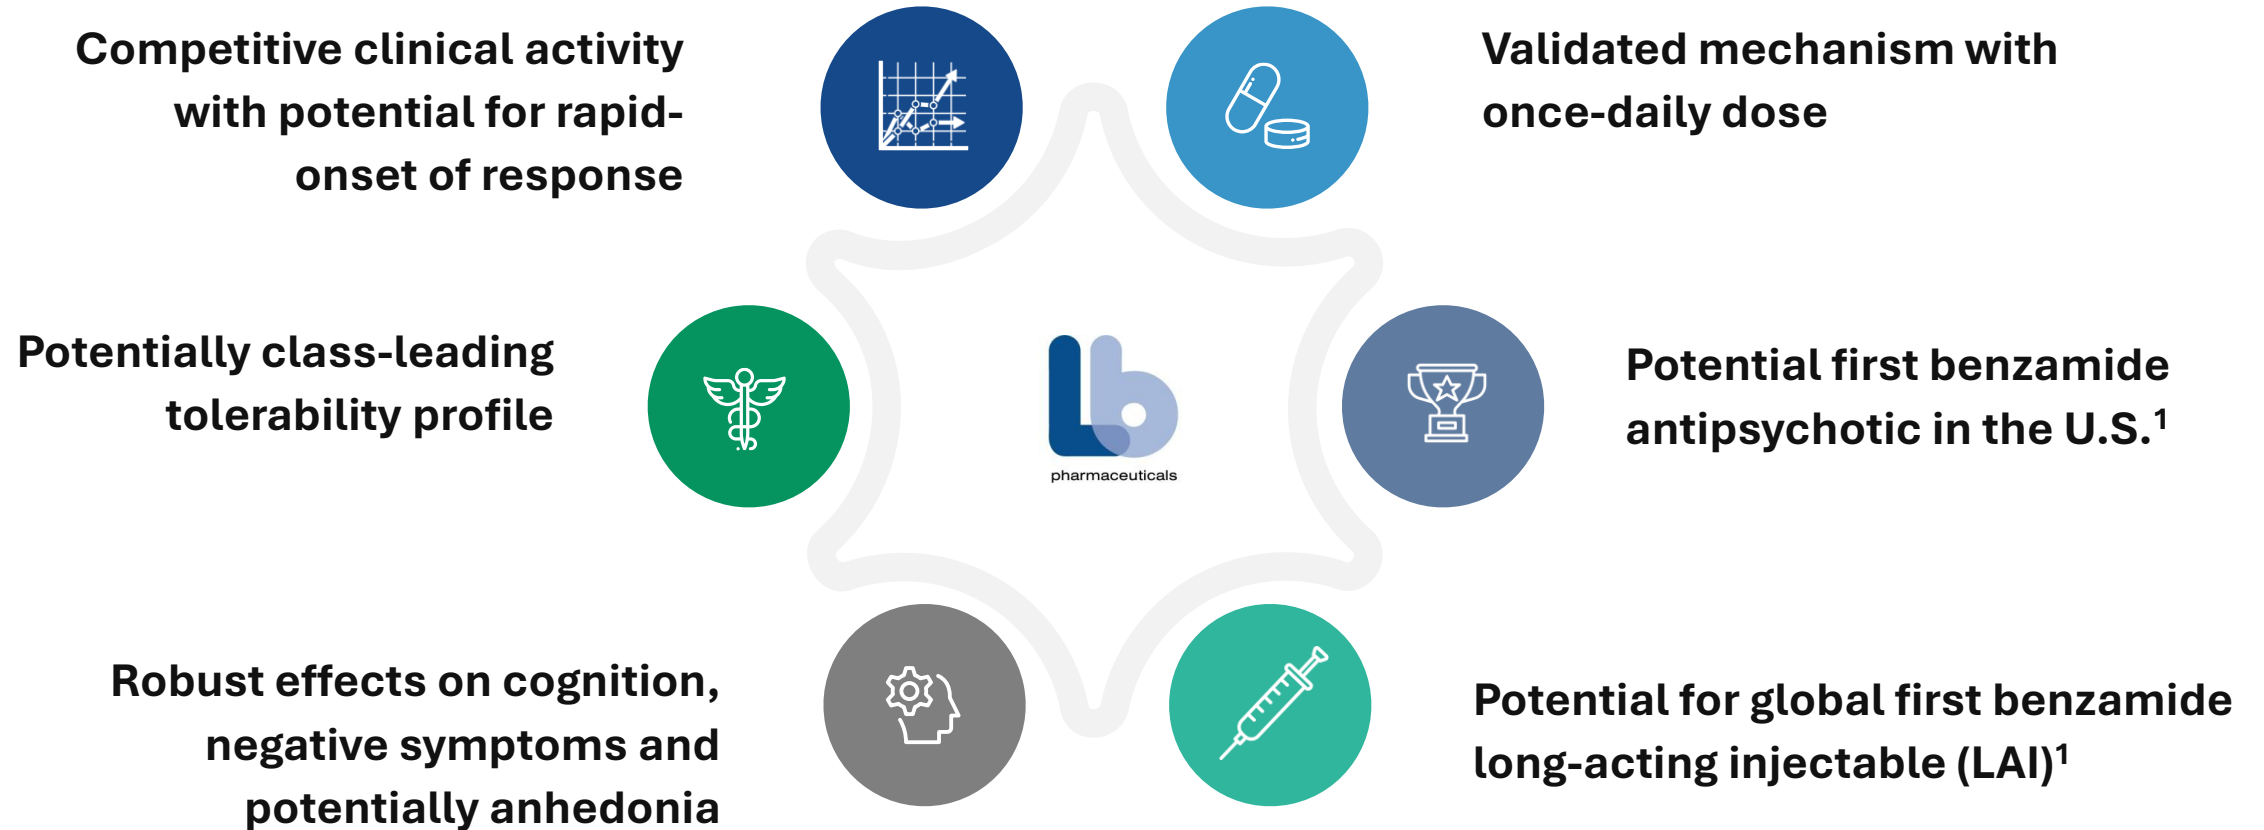 Competitive clinical activity
with potential for rapid-
onset of response
Validated mechanism with
once-daily dose
Potentially class-leading
tolerability profile
Lb
pharmaceuticals
Potential first benzamide
antipsychotic in the U.S.¹
Robust effects on cognition,
negative symptoms and
potentially anhedonia
Potential for global first benzamide
long-acting injectable (LAI)¹